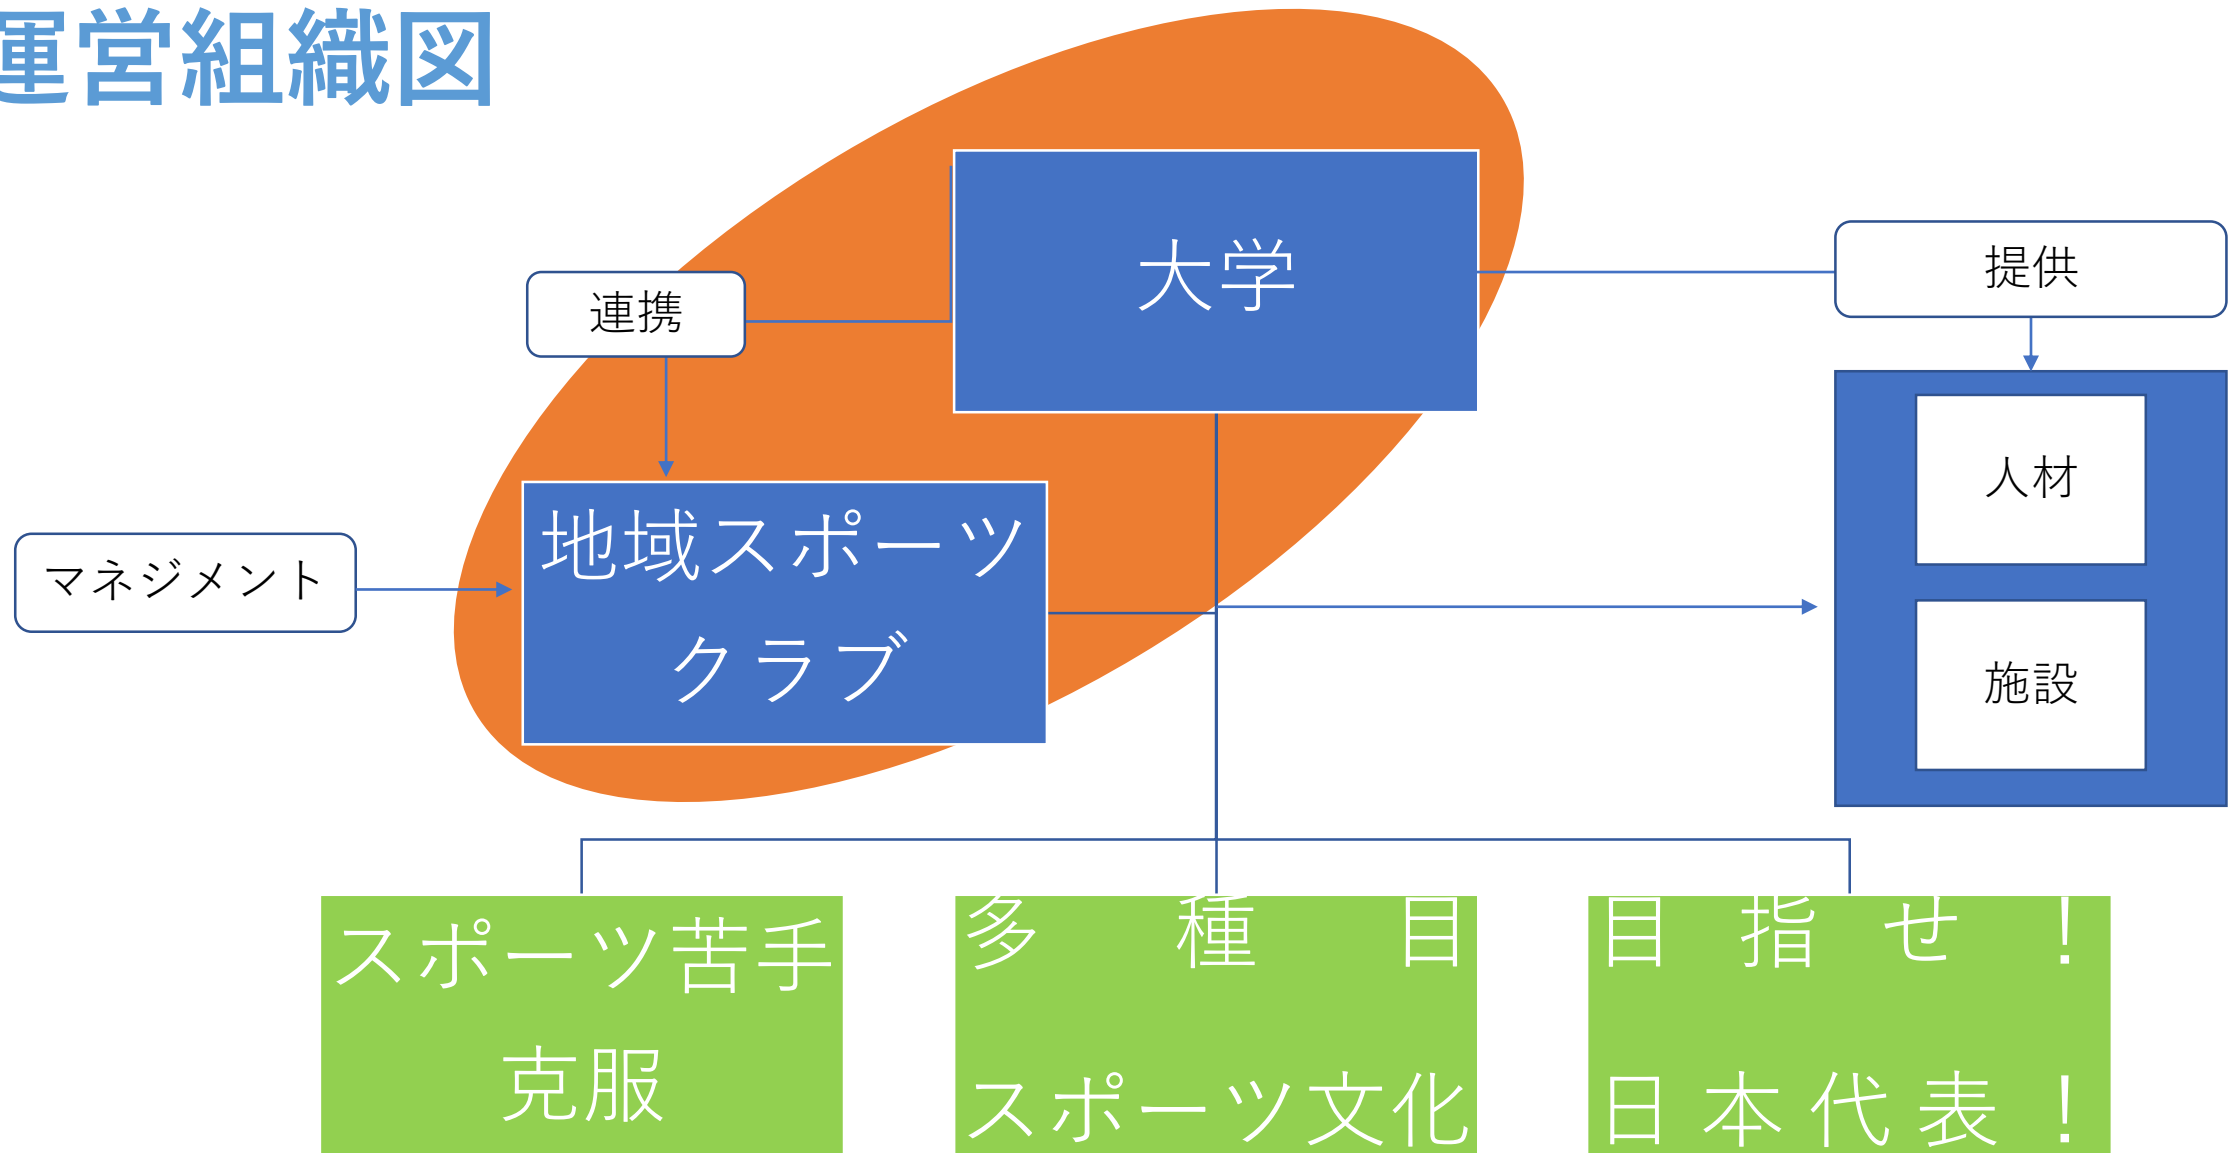 運営組織図
大学
連携
提供
人材
地域スポーツ
クラブ
マネジメント
施設
スポーツ苦手
克服
多種目
スポーツ文化
目指せ！
日本代表！